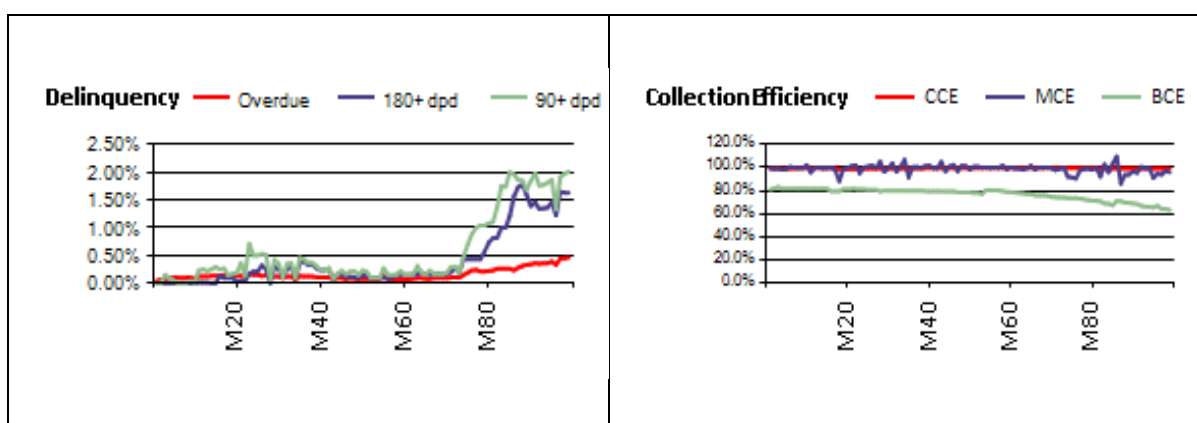 Delinquency Overdue 180+ dpd 90+ dpd
2.50%
2.00%
1.50%
1.00%
0.50%
0.00%
M20
M40
M60
M80
CollectionEfficiency CCE MCE BCE
120.0%
100.0%
80.0%
60.0%
40.0%
20.0%
0.0%
M20
M40
M60
M80